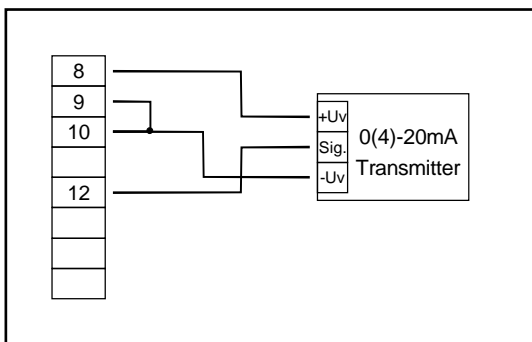 8
9
10
12
+Uv
Sig.
-Uv
0(4)-20mA
Transmitter